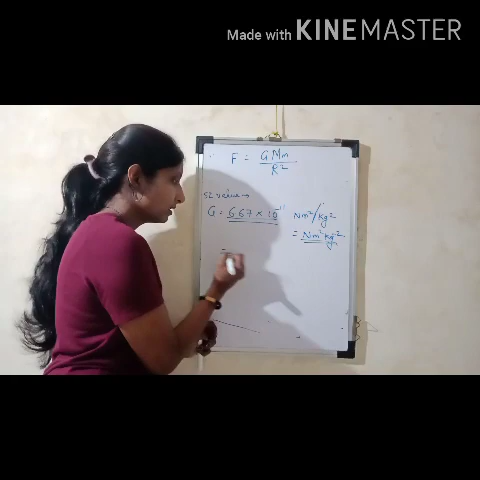 Made with KINEMASTER
F = GMm
R²
SI value →
G = 6.67 × 10⁻¹¹ Nm²/kg²
= Nm²kg⁻²
=